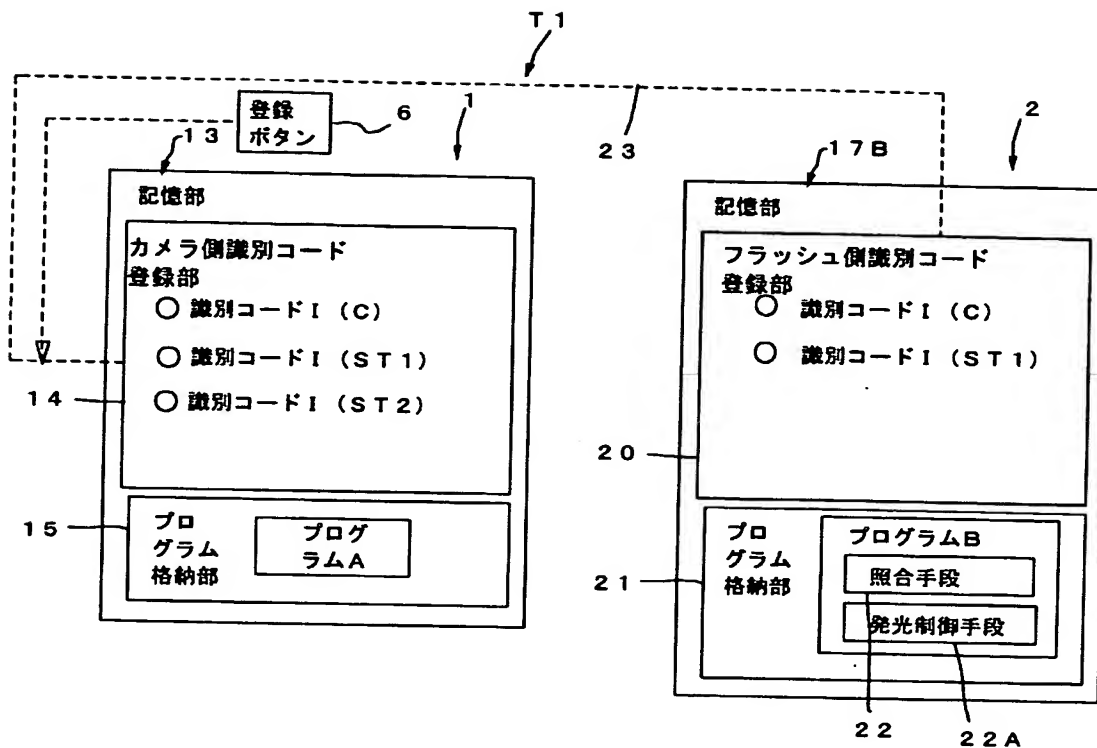 T1
登録
ボタン
6
1
23
2
13
17B
記憶部
カメラ側識別コード
登録部
○ 識別コードI(C)
○ 識別コードI(ST1)
○ 識別コードI(ST2)
14
15
プロ
グラム
格納部
プログ
ラムA
記憶部
フラッシュ側識別コード
登録部
○ 識別コードI(C)
○ 識別コードI(ST1)
20
21
プロ
グラム
格納部
プログラムB
照合手段
発光制御手段
22
22A